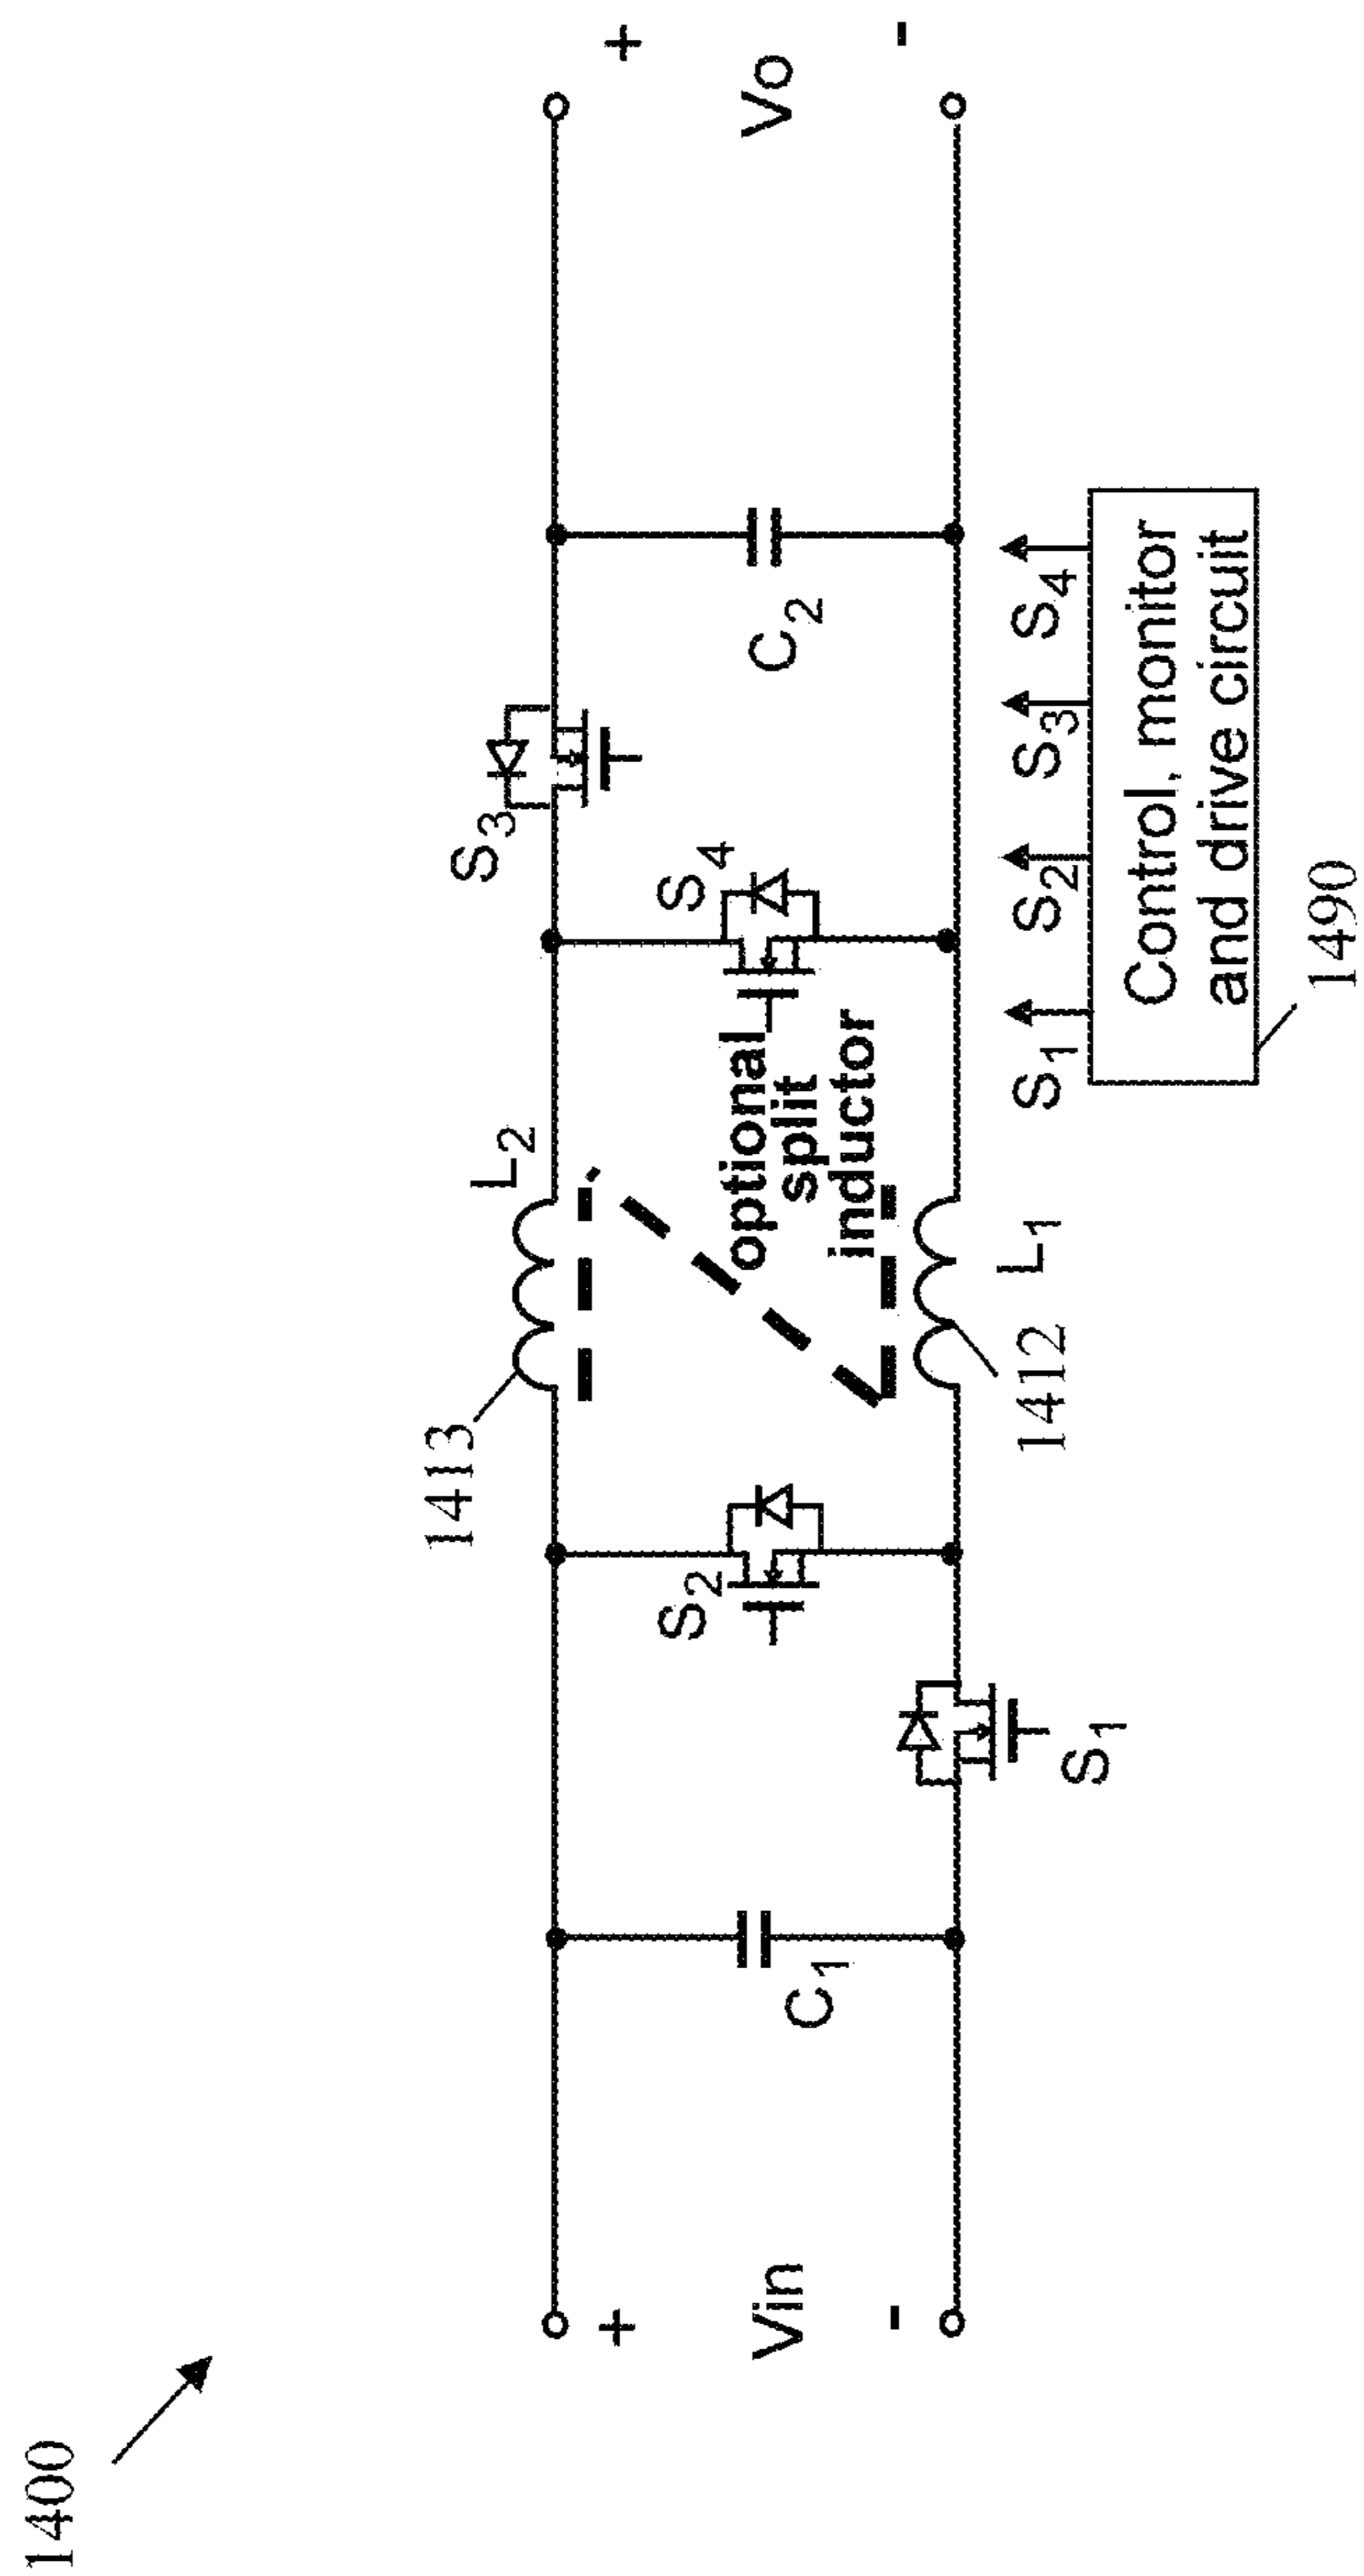 1400
1413
L2
S3
+
+
Vin
-
C1
S2
optional
split
inductor
S4
C2
Vo
-
S1
1412
L1
S1
S2
S3
S4
Control, monitor
and drive circuit
1490